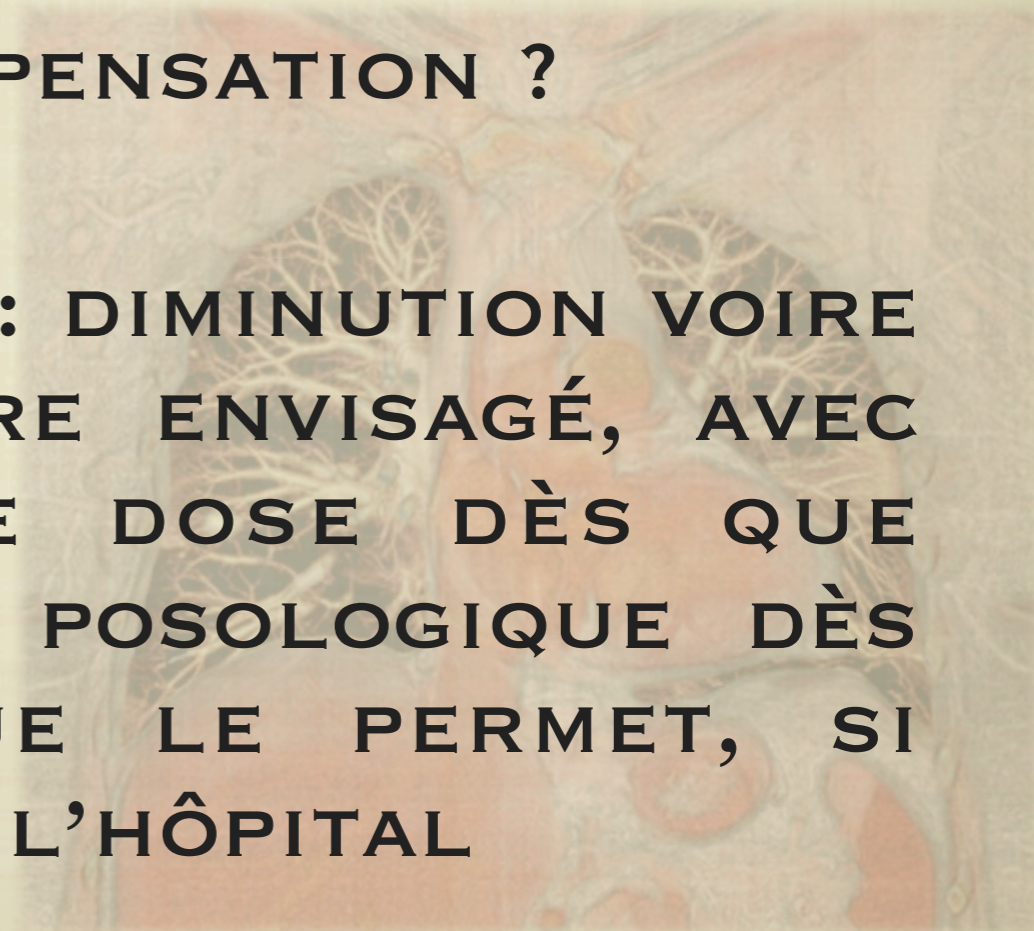 PENSATION ?
: DIMINUTION VOIRE
RE ENVISAGÉ, AVEC
E DOSE DÈS QUE
POSOLOGIQUE DÈS
UE LE PERMET, SI
L’HÔPITAL